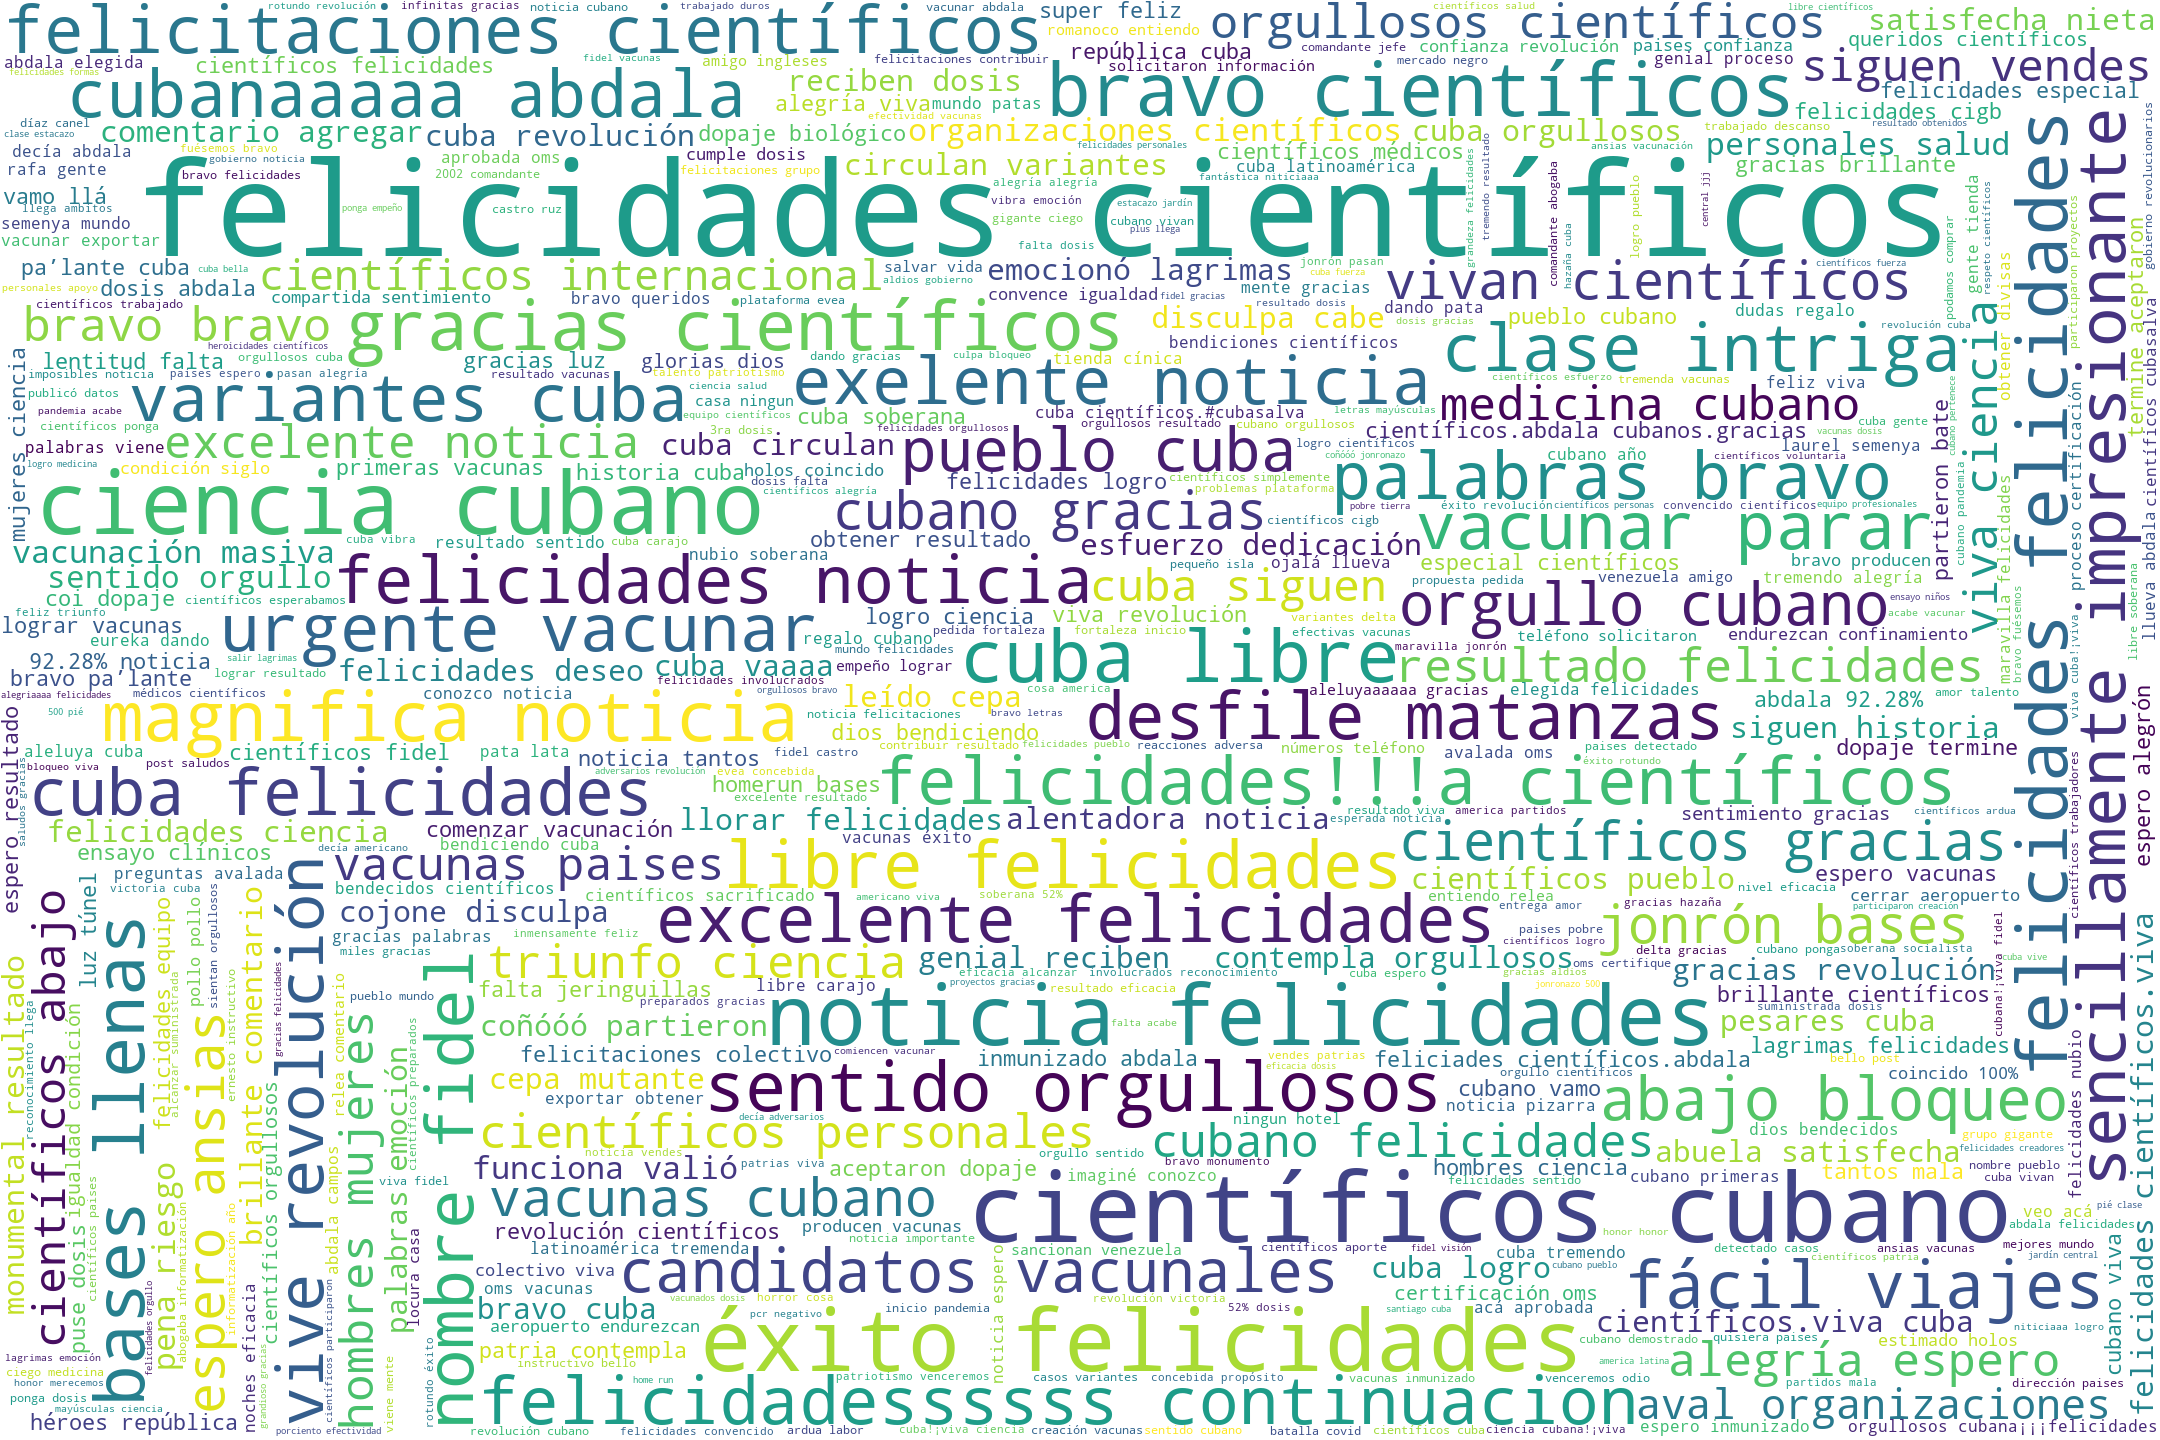 rotundo revolución
infinitas gracias
noticia cubano
trabajado duros
vacunar abdala
super feliz
científicos salud
libre científicos
felicitaciones científicos
romanoco entiendo
orgullosos científicos
satisfecha nieta
república cuba
comandante jefe
confianza revolución
paises confianza
queridos científicos
abdala elegida
científicos felicidades
fidel vacunas
amigo ingleses
felicitaciones contribuir
solicitaron información
mercado negro
genial proceso
siguen vendes
felicidades formas
cubanaaaaa abdala
reciben dosis
bravo científicos
felicidades especial
alegría viva
mundo patas
felicidades cigb
díaz canel
clase estacazo
comentario agregar
cuba revolución
dopaje biológico
efectividad vacunas
organizaciones científicos
cuba orgullosos
trabajado descanso
resultado obtenidos
personales salud
decía abdala
fuésemos bravo
gobierno noticia
aprobada oms
cumple dosis
felicidades personales
científicos médicos
ansias vacunación
gracias brillante
rafa gente
bravo felicidades
2002 comandante
felicitaciones grupo
circulan variantes
cuba latinoamérica
fantástica niticiaaa
vamo llá
llega ambitos
felicidades científicos
alegría alegría
vibra emoción
ponga empeño
castro ruz
estacazo jardín
gigante ciego
cubano vivan
plus llega
semenya mundo
vacunar exportar
falta dosis
grandeza felicidades
tremendo resultado
comandante abogaba
hazaña cuba
logro pueblo
central jjj
podamos comprar
gente tienda
respeto científicos
felicidades felicidades
obtener divisas
participaron proyectos
sencillamente impresionante
termine aceptaron
gobierno revolucionarios
científicos cubasalva
pa'lante cuba
cuba bella
científicos internacional
salvar vida
aldios gobierno
emocionó lagrimas
jonrón pasan
cuba fuerza
vivan científicos
científicos fuerza
personales apoyo
dosis abdala
compartida sentimiento
bravo queridos
plataforma evea
convence igualdad
fidel gracias
mente gracias
resultado dosis
dando pata
científicos trabajado
bravo bravo
gracias científicos
disculpa cabe
dosis gracias
pueblo cubano
dudas regalo
revolución cuba
heroicidades científicos
lentitud falta
orgullosos cuba
gracias luz
glorias dios
dando gracias
culpa bloqueo
tienda cínica
bendiciones científicos
clase intriga
mujeres ciencia
imposibles noticia
paises espero
pasan alegría
resultado vacunas
talento patriotismo
exelente noticia
científicos esfuerzo
tremenda vacunas
feliz viva
publicó datos
variantes cuba
ciencia salud
casa ningun
medicina cubano
cubano pertenece
viva ciencia
pandemia acabe
equipo científicos
cuba soberana
cuba científicos.#cubasalva
letras mayúsculas
cuba gente
partieron bate
científicos ponga
3ra dosis
felicidades orgullosos
orgullosos resultado
cubano orgullosos
científicos.abdala cubanos.gracias
vacunas dosis
palabras viene
excelente noticia
cuba circulan
pueblo cuba
logro científicos
laurel semenya
logro medicina
condición siglo
primeras vacunas
historia cuba
holos coincido
coñóóó jonronazo
cubano año
científicos voluntaria
dosis falta
felicidades logro
científicos simplemente
palabras bravo
ciencia cubano
científicos alegría
problemas plataforma
cubano pandemia
cubano gracias
pobre tierra
éxito revolución
científicos personas
convencido científicos
equipo profesionales
científicos cigb
vacunar parar
maravilla felicidades
bravo fuésemos
viva cuba!¡viva
proceso certificación
llueva abdala
libre soberana
vacunación masiva
cuba vibra
resultado sentido
cuba carajo
nubio soberana
obtener resultado
esfuerzo dedicación
especial científicos
bravo producen
sentido orgullo
felicidades noticia
pequeño isla
ojalá llueva
propuesta pedida
venezuela amigo
tremendo alegría
coi dopaje
científicos esperabamos
cuba siguen
orgullo cubano
ensayo niños
feliz triunfo
logro ciencia
viva revolución
variantes delta
acabe vacunar
lograr vacunas
eureka dando
urgente vacunar
regalo cubano
pedida fortaleza
fortaleza inicio
efectivas vacunas
teléfono solicitaron
endurezcan confinamiento
92.28% noticia
salir lagrimas
mundo felicidades
cuba libre
maravilla jonrón
lograr resultado
felicidades deseo
cuba vaaaa
empeño lograr
resultado felicidades
bravo pa'lante
felicidades involucrados
alegriaaaa felicidades
médicos científicos
conozco noticia
orgullosos bravo
leído cepa
cosa america
aleluyaaaaaa gracias
elegida felicidades
abdala 92.28%
amor talento
500 pié
magnifica noticia
noticia felicitaciones
bravo letras
desfile matanzas
dios bendiciendo
siguen historia
espero resultado
aleluya cuba
científicos fidel
pata lata
noticia tantos
fidel castro
contribuir resultado
felicidades pueblo
reacciones adversa
números teléfono
avalada oms
paises detectado
dopaje termine
espero alegrón
bloqueo viva
post saludos
saludos gracias
adversarios revolución
evea concebida
éxito rotundo
cuba felicidades
homerun bases
felicidades!!!a científicos
excelente resultado
científicos trabajadores
llorar felicidades
alentadora noticia
esperada noticia
resultado viva
america partidos
sentimiento gracias
científicos ardua
felicidades ciencia
comenzar vacunación
ensayo clínicos
decía americano
bendiciendo cuba
vacunas éxito
científicos gracias
preguntas avalada
vacunas paises
libre felicidades
victoria cuba
bendecidos científicos
científicos sacrificado
americano viva
soberana 52%
científicos pueblo
nivel eficacia
espero vacunas
entiendo relea
cerrar aeropuerto
cojone disculpa
excelente felicidades
entrega amor
gracias hazaña
participaron creación
gracias palabras
inmensamente feliz
paises pobre
jonrón bases
miles gracias
científicos logro
triunfo ciencia
genial reciben
contempla orgullosos
delta gracias
cubano ponga
soberana socialista
oms certifique
cuba vive
falta jeringuillas
libre carajo
eficacia alcanzar
involucrados reconocimiento
cuba espero
gracias aldios
gracias revolución
proyectos gracias
resultado eficacia
jonronazo 500
brillante científicos
pueblo mundo
preparados gracias
suministrada dosis
coñóóó partieron
noticia felicidades
falta acabe
pesares cuba
cubana!¡viva fidel
felicitaciones colectivo
comiencen vacunar
inmunizado abdala
vendes patrias
eficacia dosis
feliciades científicos.abdala
lagrimas felicidades
bello post
cepa mutante
orgullo científicos
cubano vamo
coincido 100%
exportar obtener
sentido orgullosos
noticia pizarra
abajo bloqueo
decía adversarios
ningun hotel
científicos personales
dios bendecidos
grupo gigante
noticia vendes
orgullo sentido
cubano felicidades
abuela satisfecha
felicidades creadores
felicidades nubio
funciona valió
patrias viva
aceptaron dopaje
bravo monumento
imaginé conozco
hombres ciencia
cubano primeras
tantos mala
nombre pueblo
viva fidel
felicidades sentido
cuba vivan
vacunas cubano
científicos cubano
pié clase
veo acá
revolución científicos
producen vacunas
noticia importante
honor honor
abdala felicidades
latinoamérica tremenda
sancionan venezuela
científicos aporte
fidel visión
cuba tremendo
detectado casos
científicos patria
ansias vacunas
mejores mundo
jardín central
colectivo viva
candidatos vacunales
cuba logro
cubano pueblo
fácil viajes
oms vacunas
vacunados dosis
horror cosa
revolución victoria
certificación oms
bravo cuba
pcr negativo
inicio pandemia
52% dosis
santiago cuba
acá aprobada
científicos.viva cuba
niticiaaa logro
aeropuerto endurezcan
éxito felicidades
cubano demostrado
quisiera paises
estimado holos
patria contempla
america latina
instructivo bello
alegría espero
home run
patriotismo venceremos
casos variantes
concebida propósito
vacunas inmunizado
venceremos odio
partidos mala
dirección paises
felicidadesssssss continuacion
aval organizaciones
revolución cubano
felicidades convencido
ardua labor
cuba!¡viva ciencia
creación vacunas
sentido cubano
batalla covid
científicos cuba
ciencia cubana!¡viva
espero inmunizado
orgullosos cubana¡¡¡felicidades
monumental resultado
reconocimiento llega
científicos abajo
luz túnel
puse dosis
igualdad condición
científicos paises
bases llenas
felicidades equipo
pena riesgo
alcanzar suministrada
abogaba informatización
pollo pollo
espero ansias
sientan orgullosos
ernesto instructivo
informatización año
brillante comentario
científicos orgullosos
gracias felicidades
vive revolución
relea comentario
abdala campos
científicos participaron
hombres mujeres
palabras emoción
científicos preparados
locura casa
nombre fidel
noticia espero
rotundo éxito
viene mente
noches eficacia
grandioso gracias
felicidades orgullo
lagrimas emoción
ciego medicina
honor merecemos
ponga dosis
mayúsculas ciencia
héroes república
porciento efectividad
cubano viva
felicidades científicos.viva